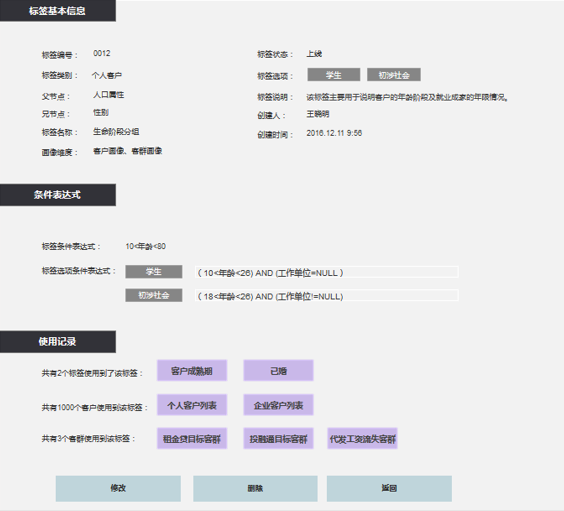 标签基本信息
标签编号： 0012 标签状态： 上线
标签类别： 个人客户 标签选项： 学生 初涉社会
父节点： 人口属性 标签说明： 该标签主要用于说明客户的年龄阶段及就业成家的年限情况。
兄节点： 性别 创建人： 王晓明
标签名称： 生命阶段分组 创建时间： 2016.12.11 9:56
画像维度： 客户画像、客群画像
条件表达式
标签条件表达式： 10<年龄<80
标签选项条件表达式： 学生 （10<年龄<26) AND (工作单位=NULL ）
初涉社会 （18<年龄<26) AND (工作单位!=NULL)
使用记录
共有2个标签使用到了该标签： 客户成熟期 已婚
共有1000个客户使用到该标签： 个人客户列表 企业客户列表
共有3个客群使用到该标签： 租金贷目标客群 投融通目标客群 代发工资流失客群
修改 删除 返回